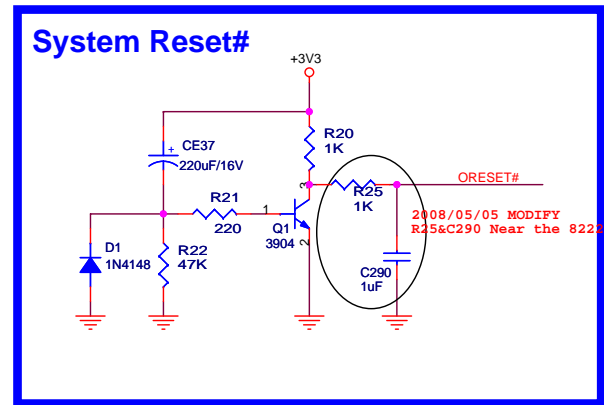 System Reset#
+3V3
R20
1K
CE37
+
220uF/16V
R21
220
1
3
R25
1K
ORESET#
2008/05/05 MODIFY
R25&C290 Near the 8222
Q1
3904
2
D1
1N4148
R22
47K
C290
1uF